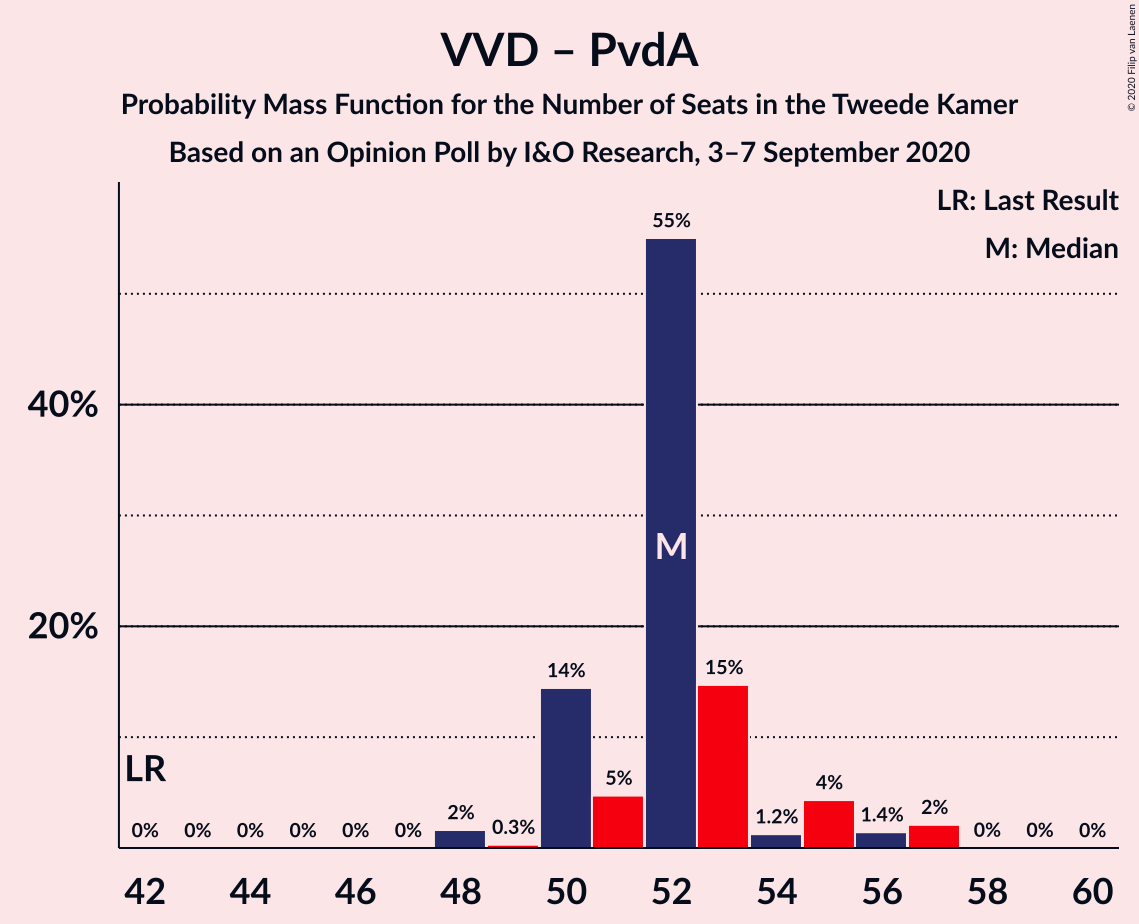 VVD – PvdA
Probability Mass Function for the Number of Seats in the Tweede Kamer
Based on an Opinion Poll by I&O Research, 3–7 September 2020
© 2020 Filip van Laenen
LR: Last Result
M: Median
55%
40%
M
20%
14%
15%
LR
0%
0%
0%
0%
0%
0%
2%
0.3%
5%
1.2%
4%
1.4%
2%
0%
0%
0%
42 44 46 48 50 52 54 56 58 60